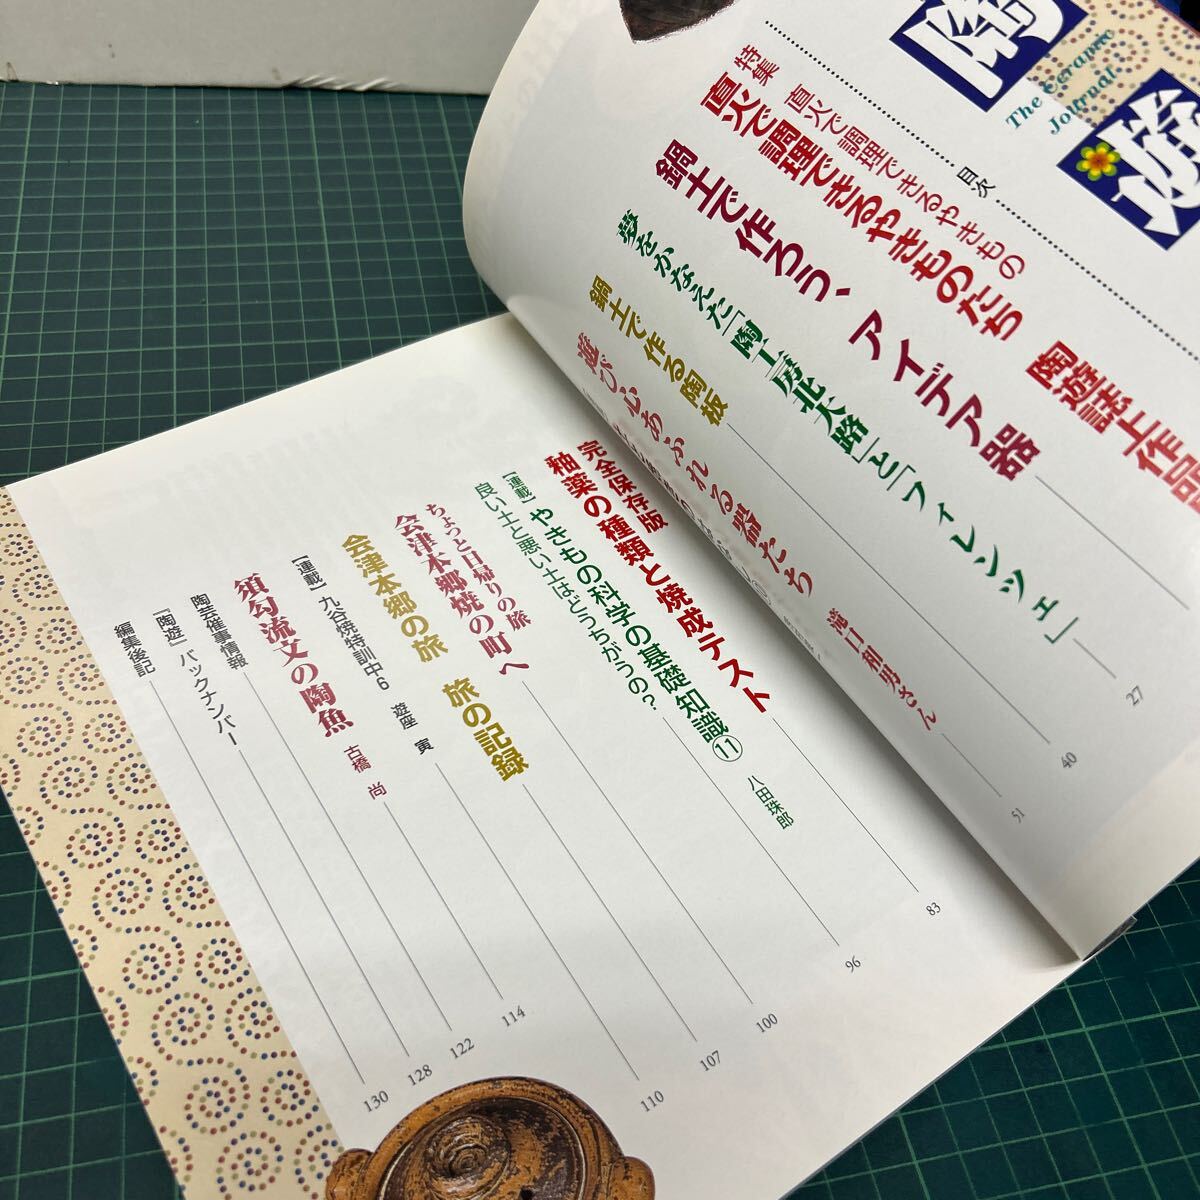 陶
遊
The Ceramic
Journal
目次
特集
直火で調理できるやきもの
直火で調理できるやきものたち
陶遊誌上作品
鍋土で作ろう、アイデア器
27
夢をかなえた「陶工房北大路」と「フィレンツェ」
40
鍋土で作る陶板
51
遊び心あふれる器たち
滝口和男さん
完全保存版
釉薬の種類と焼成テスト
83
[連載]やきもの科学の基礎知識⑪
良い土と悪い土はどうちがうの?
八田珠郎
96
ちょっと日帰りの旅
会津本郷焼の町へ
100
会津本郷の旅 旅の記録
107
[連載]九谷焼特訓中6 遊座 寅
110
須勾流文の陶魚 古橋 尚
114
陶芸催事情報
122
『陶遊』バックナンバー
128
編集後記
130